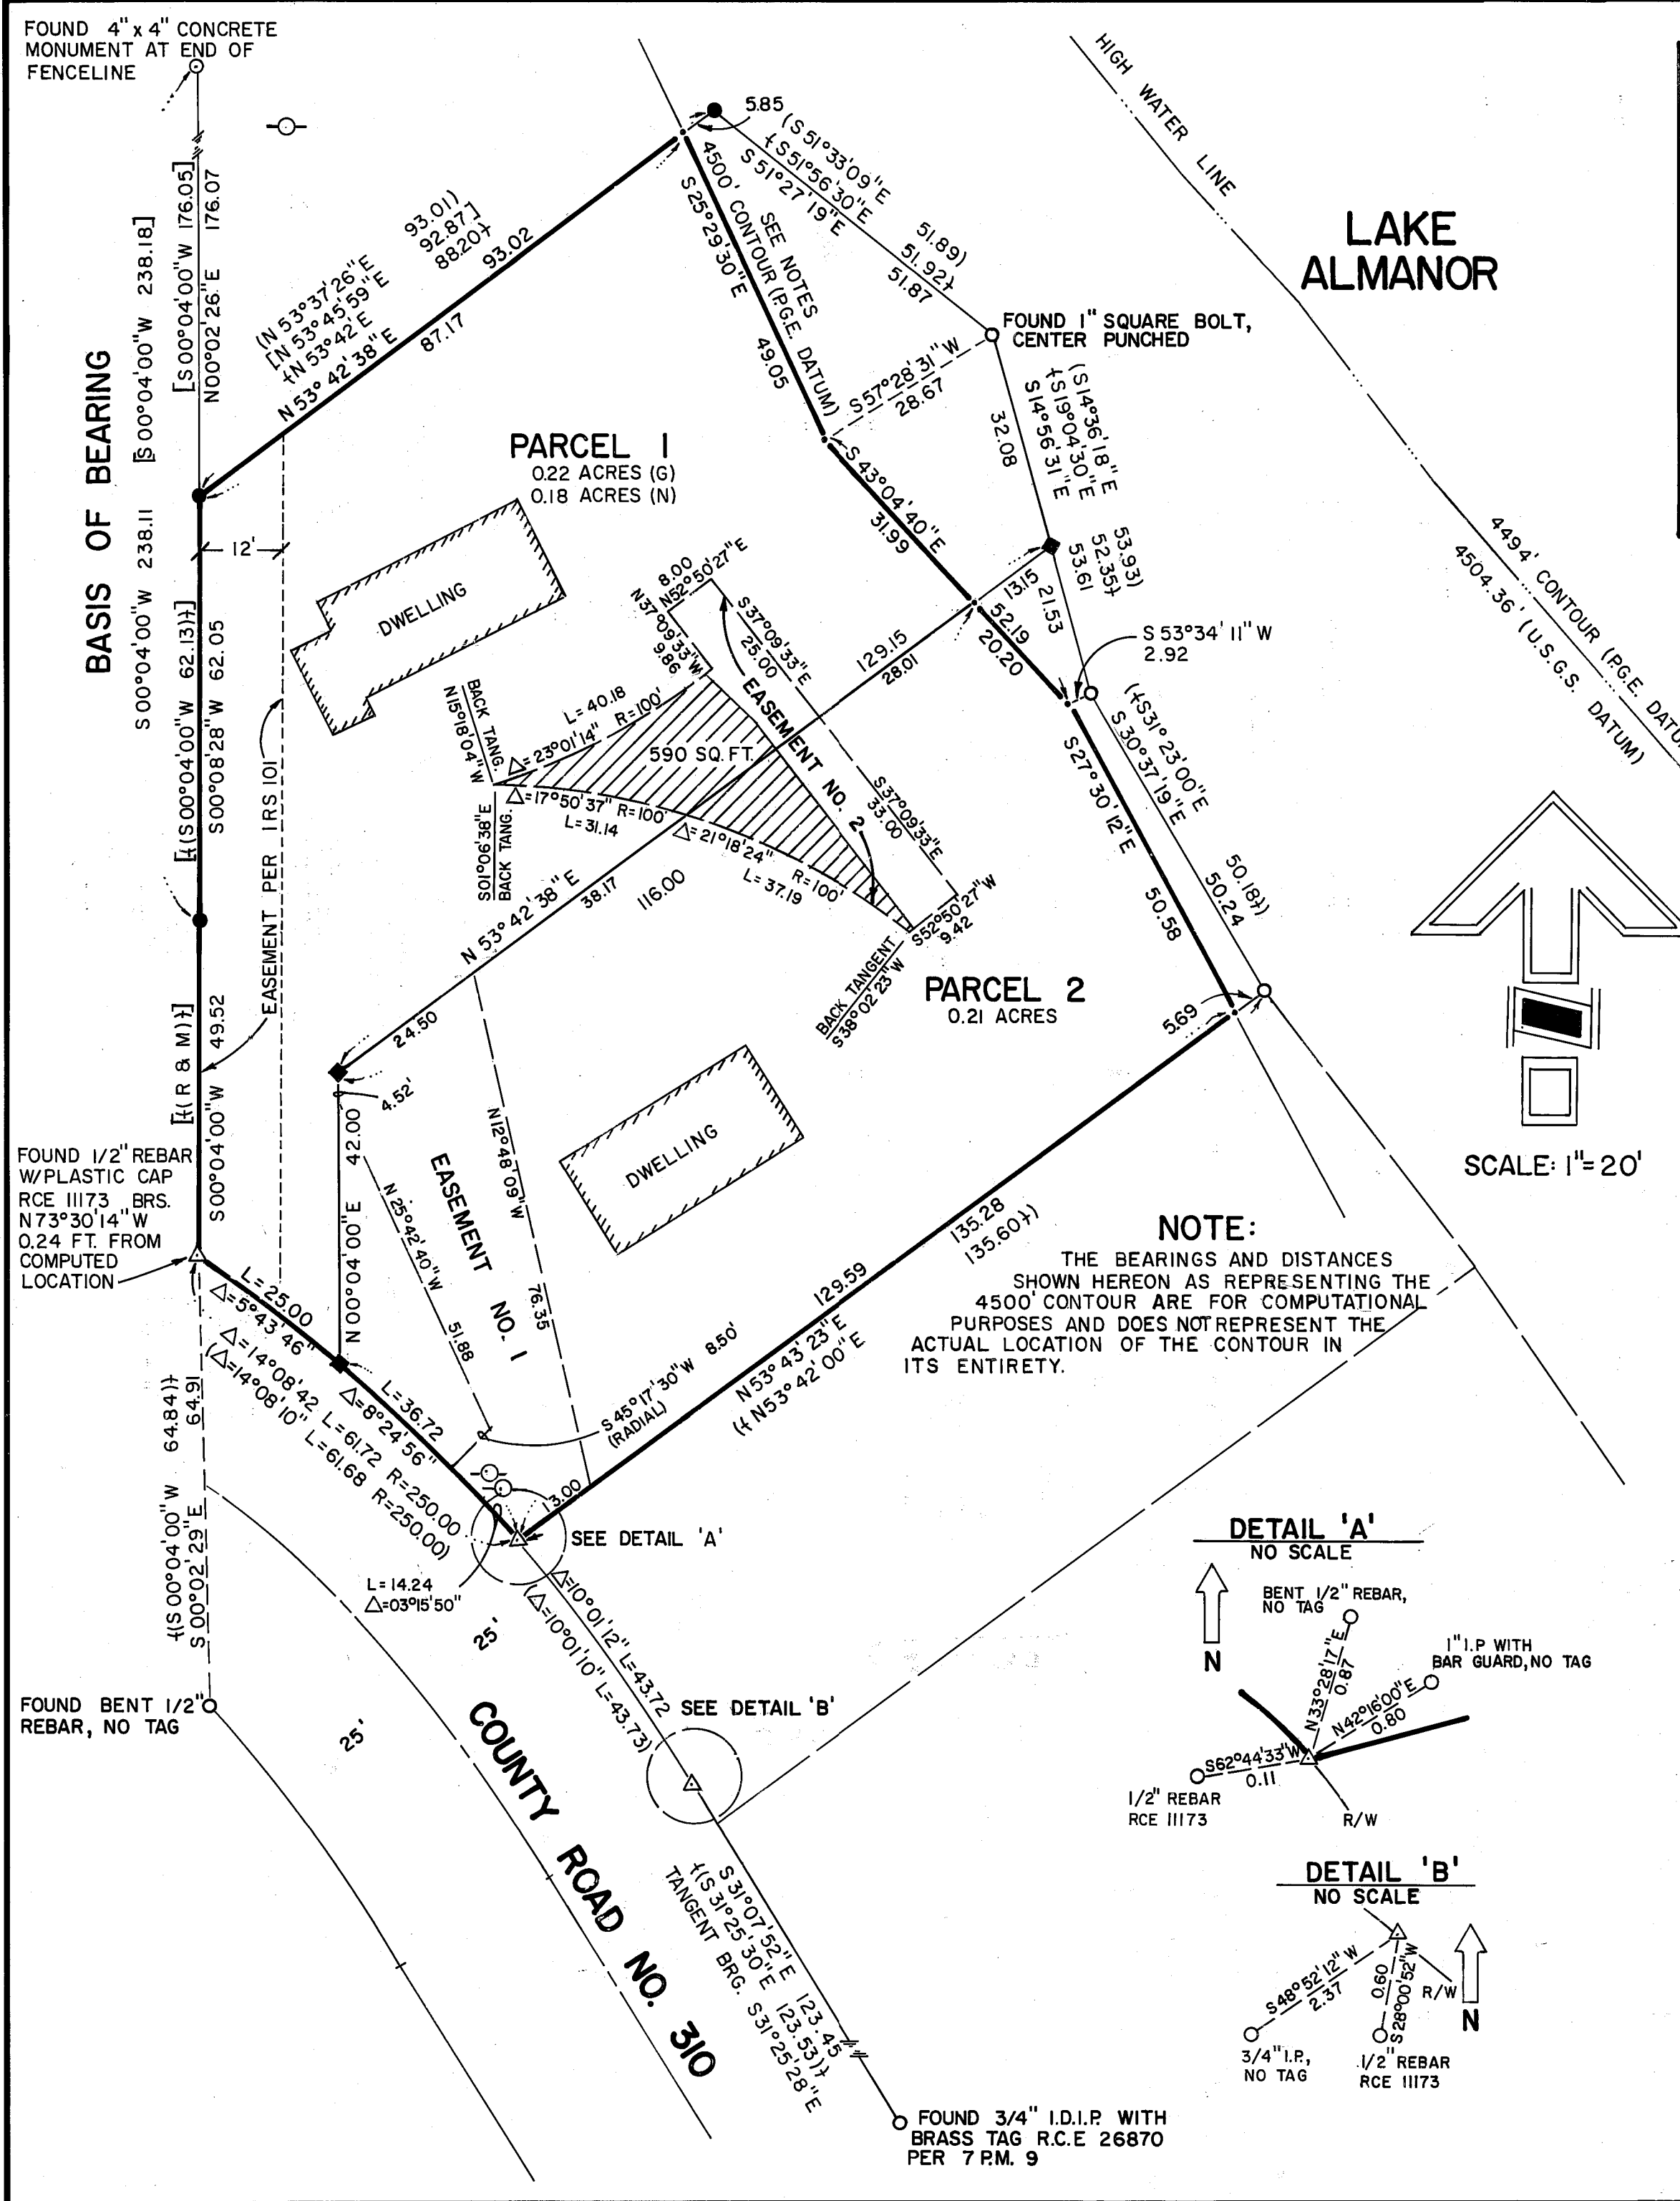 FOUND 4" x 4" CONCRETE
MONUMENT AT END OF
FENCELINE
5.85
(S 51°33'09"E 51.89)
{S 51°56'30"E 51.92}
S 51°27'19"E 51.87
HIGH WATER LINE
LAKE
ALMANOR
4500' CONTOUR (P.G.E. DATUM)
SEE NOTES
S 25°29'30"E 49.05
(N 53°37'26"E 93.01)
[N 53°45'59"E 92.87]
{N 53°42'E 88.20}
N 53°42'38"E 93.02
87.17
[S 00°04'00"W 176.05]
N00°02'26"E 176.07
[S 00°04'00"W 238.18]
S 00°04'00"W 238.11
BASIS OF BEARING
FOUND 1" SQUARE BOLT,
CENTER PUNCHED
S 57°28'31"W
28.67
PARCEL 1
0.22 ACRES (G)
0.18 ACRES (N)
(S14°36'18"E 53.93)
{S19°04'30"E 52.35}
S14°56'31"E 53.61
32.08
21.53
S 43°04'40"E
31.99
52.19
20.20
13.15
4494' CONTOUR (P.G.E.
4504.36' (U.S.G.S. DATUM)
12'
DWELLING
8.00
N52°50'27"E
N37°09'33"W
9.86
S 37°09'33"E
25.00
129.15
28.01
S 53°34'11"W
2.92
({S31°23'00"E 50.18})
S 30°37'19"E 50.24
S27°30'12"E
50.58
[{(S00°04'00"W 62.13)}]
S00°08'28"W 62.05
EASEMENT PER 1 RS 101
BACK TANG.
N15°18'04"W
L=40.18
△=23°01'14" R=100'
590 SQ. FT.
EASEMENT NO. 2
△=17°50'37" R=100'
L=31.14
S01°06'38"E
BACK TANG.
△=21°18'24" R=100'
L=37.19
S 37°09'33"E
33.00
S52°50'27"W
9.42
BACK TANGENT
S38°02'23"W
N 53°42'38"E 116.00
38.17
24.50
PARCEL 2
0.21 ACRES
5.69
[{(R & M)}]
S 00°04'00"W 49.52
4.52'
N 00°04'00"E 42.00
N12°48'09"W 76.35
EASEMENT NO. 1
N 25°42'40"W 51.88
DWELLING
SCALE: 1"=20'
FOUND 1/2" REBAR
W/PLASTIC CAP
RCE 11173 BRS.
N 73°30'14" W
0.24 FT. FROM
COMPUTED
LOCATION
135.28
135.60})
129.59
N 53°43'23"E
({N53°42'00"E
NOTE:
THE BEARINGS AND DISTANCES
SHOWN HEREON AS REPRESENTING THE
4500' CONTOUR ARE FOR COMPUTATIONAL
PURPOSES AND DOES NOT REPRESENT THE
ACTUAL LOCATION OF THE CONTOUR IN
ITS ENTIRETY.
L=25.00
△=5°43'46"
△=14°08'42 L=61.72 R=250.00
(△=14°08'10" L=61.68 R=250.00)
L=36.72
△=8°24'56"
S 45°17'30"W 8.50'
(RADIAL)
13.00
SEE DETAIL 'A'
{(S 00°04'00"W 64.84)}
S 00°02'29"E 64.91
L=14.24
△=03°15'50"
25'
△=10°01'12" L=43.72
(△=10°01'10" L=43.73)
SEE DETAIL 'B'
FOUND BENT 1/2"
REBAR, NO TAG
25'
COUNTY ROAD NO. 310
S 31°07'52"E 123.45
{(S 31°25'30"E 123.53)}
TANGENT BRG. S31°25'28"E
FOUND 3/4" I.D.I.P. WITH
BRASS TAG R.C.E 26870
PER 7 P.M. 9
DETAIL 'A'
NO SCALE
N
BENT 1/2" REBAR,
NO TAG
N33°28'17"E
0.87
1" I.P WITH
BAR GUARD, NO TAG
N42°16'00"E
0.80
S62°44'33"W
0.11
1/2" REBAR
RCE 11173
R/W
DETAIL 'B'
NO SCALE
S48°52'12"W
2.37
0.60
S28°00'52"W
R/W
N
3/4" I.P.,
NO TAG
1/2" REBAR
RCE 11173